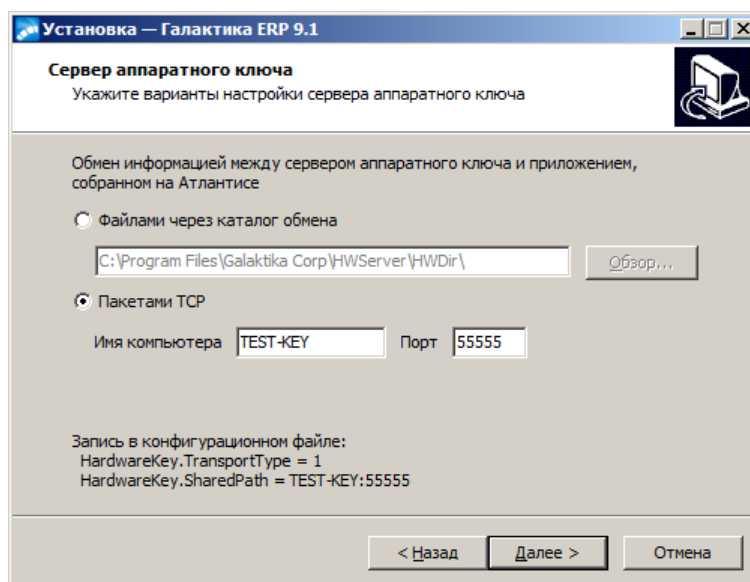 Установка — Галактика ERP 9.1
Сервер аппаратного ключа
Укажите варианты настройки сервера аппаратного ключа
Обмен информацией между сервером аппаратного ключа и приложением,
собранном на Атлантисе
Файлами через каталог обмена
C:\Program Files\Galaktika Corp\HWServer\HWDir\
Обзор...
Пакетами TCP
Имя компьютера TEST-KEY Порт 55555
Запись в конфигурационном файле:
HardwareKey.TransportType = 1
HardwareKey.SharedPath = TEST-KEY:55555
< Назад Далее > Отмена